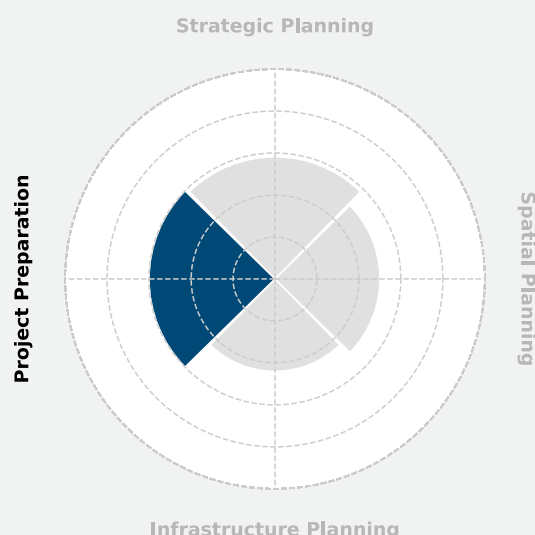 Strategic Planning
Project Preparation
Spatial Planning
Infrastructure Planning